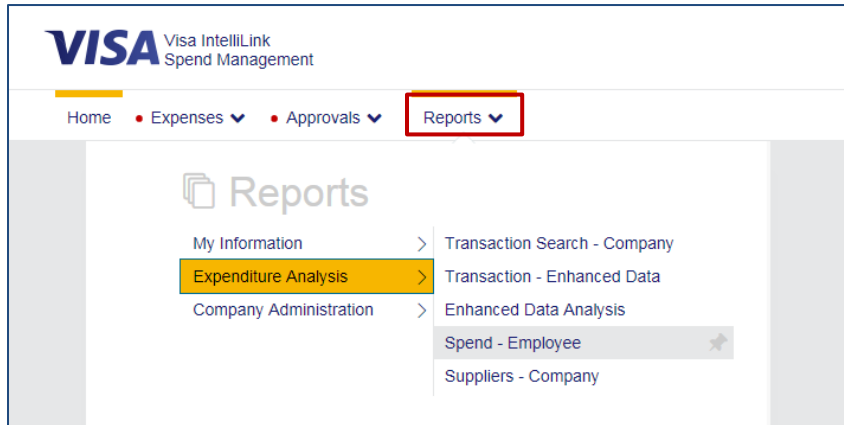 VISA Visa IntelliLink
Spend Management
Home Expenses Approvals Reports
Reports
My Information
Expenditure Analysis
Company Administration
Transaction Search - Company
Transaction - Enhanced Data
Enhanced Data Analysis
Spend - Employee
Suppliers - Company